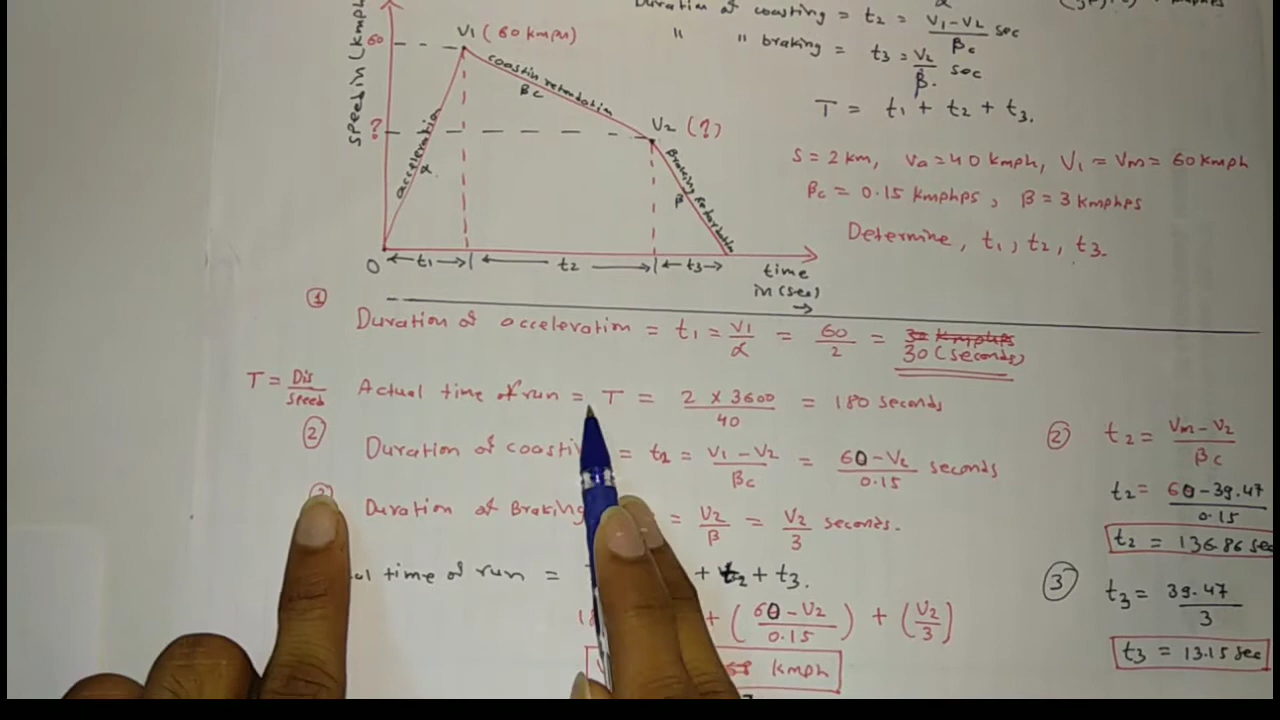 Duration of coasting = t2 = V1-V2 / βc sec
" " braking = t3 = V2 / β. sec
T = t1 + t2 + t3.
speed in (kmph
60
V1 (60 kmph)
coastin retardation
βc
?
V2 (?)
acceleration
α
Braking retardation
β
0
t1
t2
t3
time
in (sec)
S = 2 km, Va = 40 kmph, V1 = Vm = 60 kmph
βc = 0.15 kmphps, β = 3 kmphps
Determine, t1, t2, t3.
① Duration of acceleration = t1 = V1 / α = 60 / 2 = 30 (seconds)
T = Dis / Speed
Actual time of run = T = 2 × 3600 / 40 = 180 seconds
② Duration of coasti = t2 = V1 - V2 / βc = 60 - V2 / 0.15 seconds
Duration of Braking = V2 / β = V2 / 3 seconds.
al time of run = + t2 + t3.
+ (60 - V2 / 0.15) + (V2 / 3)
kmph
② t2 = Vm - V2 / βc
t2 = 60 - 39.47 / 0.15
t2 = 136.86 sec
③ t3 = 39.47 / 3
t3 = 13.15 sec